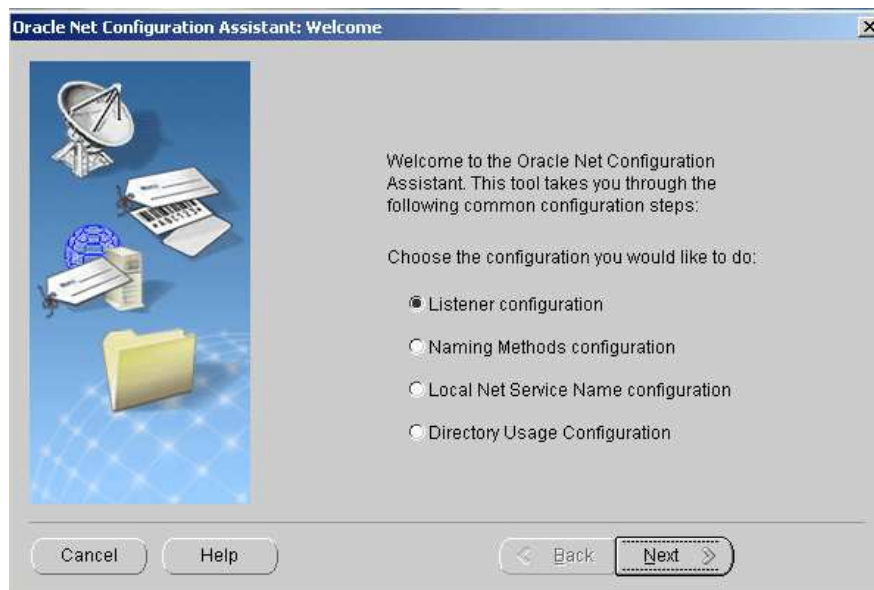 Oracle Net Configuration Assistant: Welcome
Welcome to the Oracle Net Configuration
Assistant. This tool takes you through the
following common configuration steps:
Choose the configuration you would like to do:
Listener configuration
Naming Methods configuration
Local Net Service Name configuration
Directory Usage Configuration
Cancel
Help
Back
Next